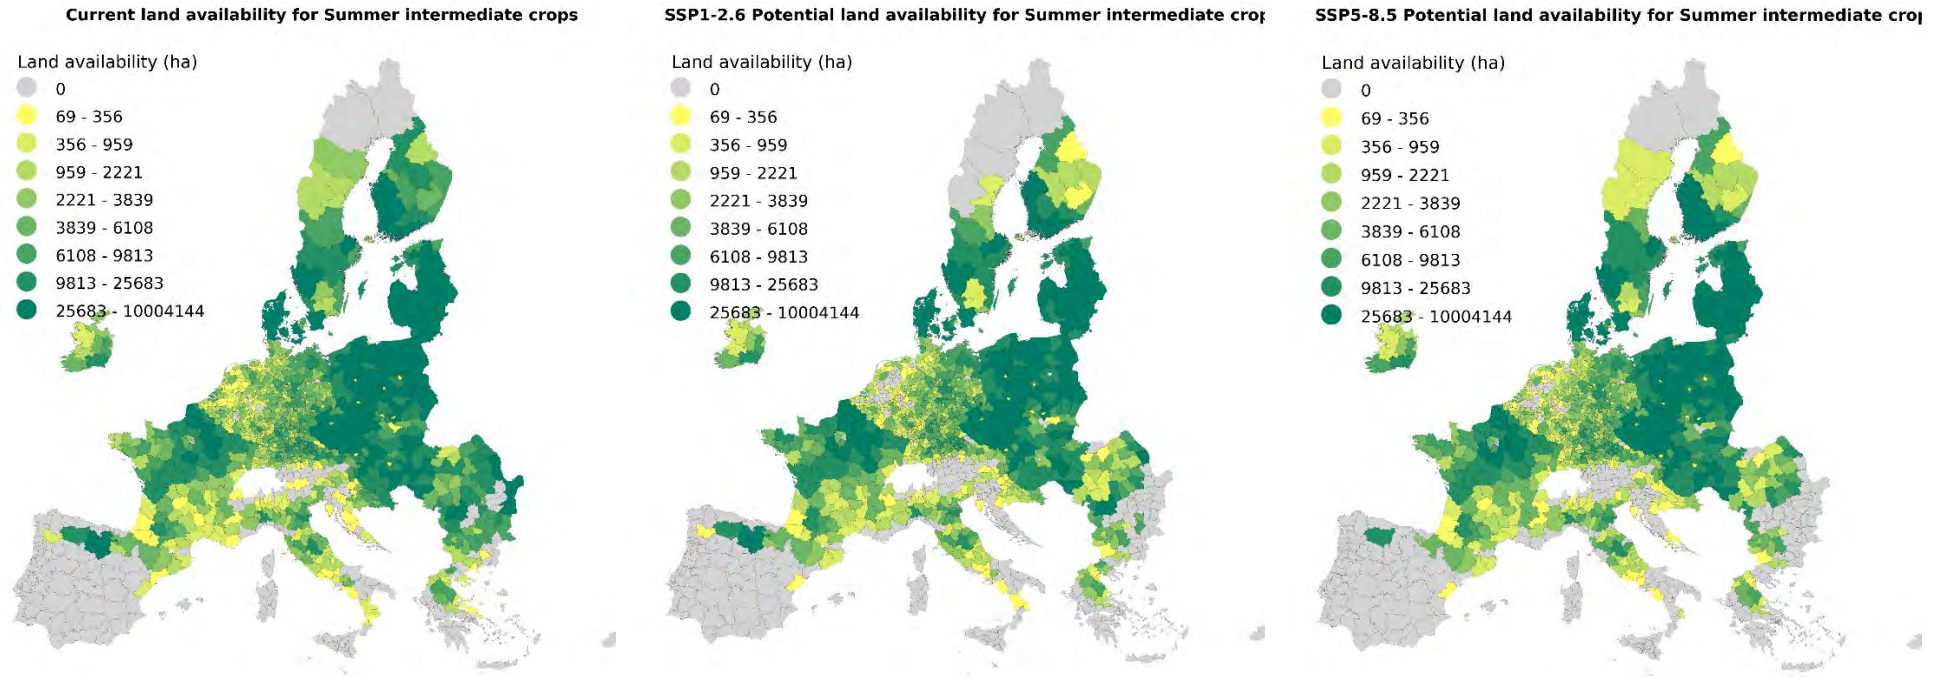 Current land availability for Summer intermediate crops
Land availability (ha)
0
69 - 356
356 - 959
959 - 2221
2221 - 3839
3839 - 6108
6108 - 9813
9813 - 25683
25683 - 10004144
SSP1-2.6 Potential land availability for Summer intermediate crop
Land availability (ha)
0
69 - 356
356 - 959
959 - 2221
2221 - 3839
3839 - 6108
6108 - 9813
9813 - 25683
25683 - 10004144
SSP5-8.5 Potential land availability for Summer intermediate crop
Land availability (ha)
0
69 - 356
356 - 959
959 - 2221
2221 - 3839
3839 - 6108
6108 - 9813
9813 - 25683
25683 - 10004144